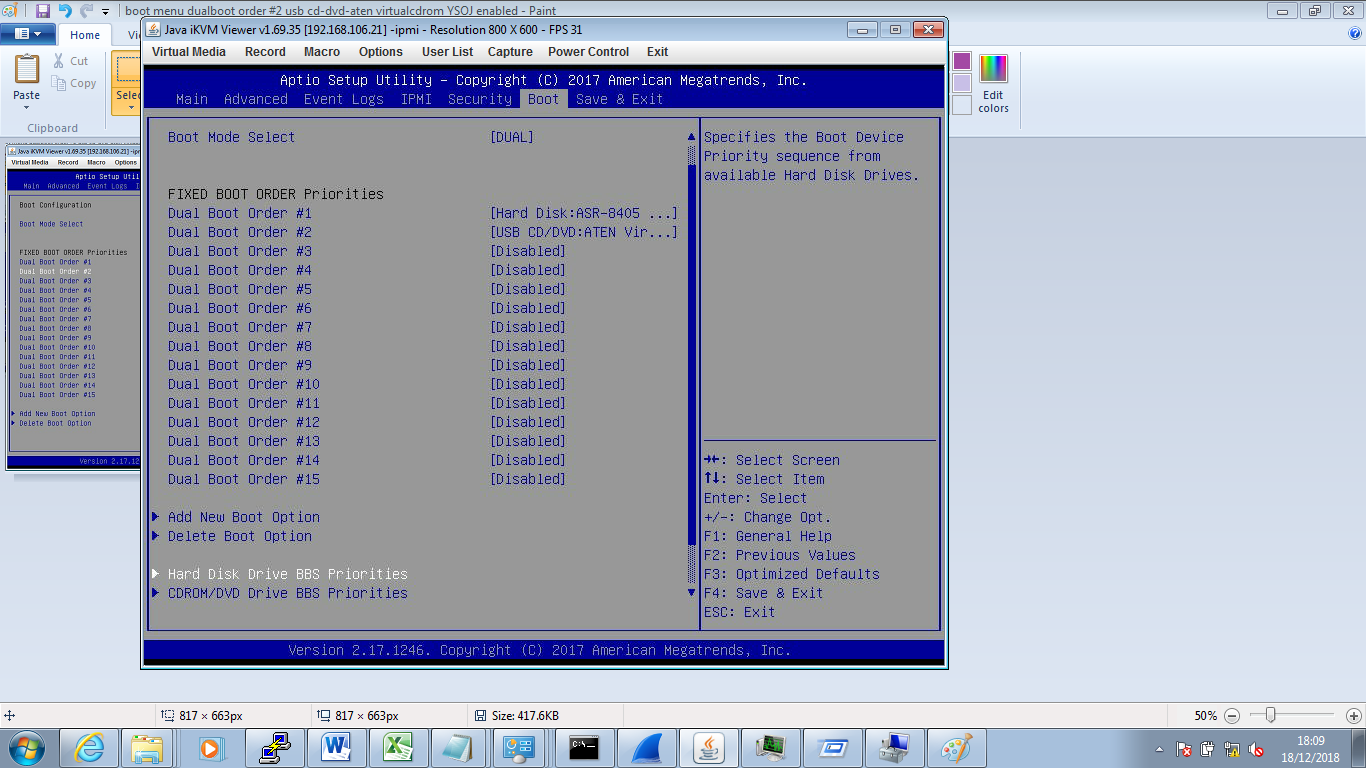 boot menu dualboot order #2 usb cd-dvd-aten virtualcdrom YSOJ enabled - Paint
Home
Vi
Paste
Cut
Copy
Selec
Clipboard
Edit
colors
Java iKVM Viewer v1.69.35 [192.168.106.21] -ipmi - Resolution 800 X 600 - FPS 31
Virtual Media Record Macro Options User List Capture Power Control Exit
Aptio Setup Utility – Copyright (C) 2017 American Megatrends, Inc.
Main Advanced Event Logs IPMI Security Boot Save & Exit
Boot Mode Select [DUAL]
FIXED BOOT ORDER Priorities
Dual Boot Order #1 [Hard Disk:ASR-8405 ...]
Dual Boot Order #2 [USB CD/DVD:ATEN Vir...]
Dual Boot Order #3 [Disabled]
Dual Boot Order #4 [Disabled]
Dual Boot Order #5 [Disabled]
Dual Boot Order #6 [Disabled]
Dual Boot Order #7 [Disabled]
Dual Boot Order #8 [Disabled]
Dual Boot Order #9 [Disabled]
Dual Boot Order #10 [Disabled]
Dual Boot Order #11 [Disabled]
Dual Boot Order #12 [Disabled]
Dual Boot Order #13 [Disabled]
Dual Boot Order #14 [Disabled]
Dual Boot Order #15 [Disabled]
Add New Boot Option
Delete Boot Option
Hard Disk Drive BBS Priorities
CDROM/DVD Drive BBS Priorities
Specifies the Boot Device
Priority sequence from
available Hard Disk Drives.
→←: Select Screen
↑↓: Select Item
Enter: Select
+/-: Change Opt.
F1: General Help
F2: Previous Values
F3: Optimized Defaults
F4: Save & Exit
ESC: Exit
Version 2.17.1246. Copyright (C) 2017 American Megatrends, Inc.
Java iKVM Viewer v1.69.35 [192.168.106.21] -ipm
Virtual Media Record Macro Options
Aptio Setup Util
Main Advanced Event Logs I
Boot Configuration
Boot Mode Select
FIXED BOOT ORDER Priorities
Dual Boot Order #1
Dual Boot Order #2
Dual Boot Order #3
Dual Boot Order #4
Dual Boot Order #5
Dual Boot Order #6
Dual Boot Order #7
Dual Boot Order #8
Dual Boot Order #9
Dual Boot Order #10
Dual Boot Order #11
Dual Boot Order #12
Dual Boot Order #13
Dual Boot Order #14
Dual Boot Order #15
Add New Boot Option
Delete Boot Option
Version 2.17.12
817 × 663px
817 × 663px
Size: 417.6KB
50%
18:09
18/12/2018